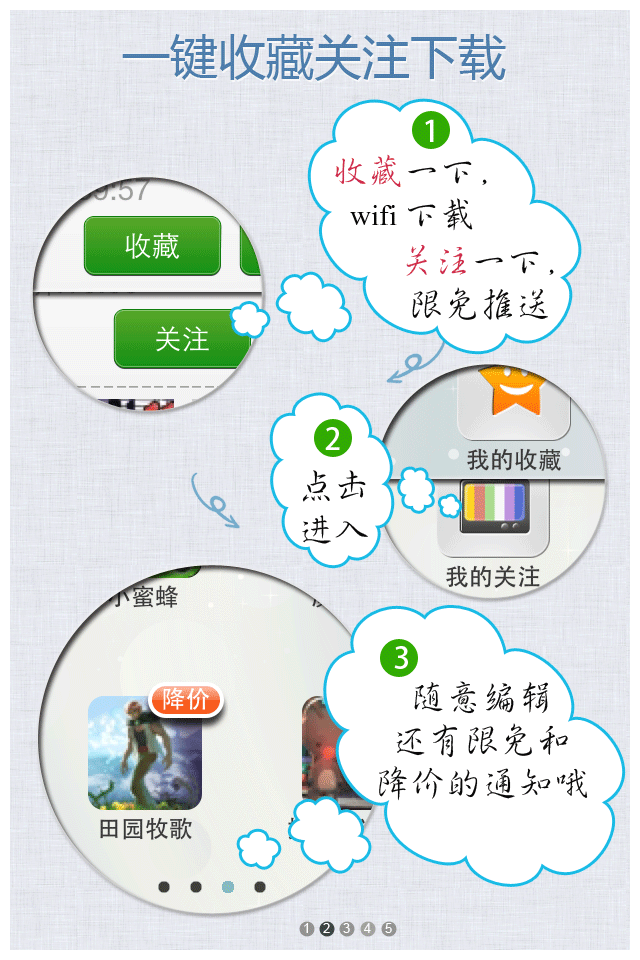 一键收藏关注下载
1
收藏一下，
wifi 下载
关注一下，
限免推送
9:57
收藏
关注
我的收藏
我的关注
2
点击
进入
小蜜蜂
降价
田园牧歌
3
随意编辑
还有限免和
降价的通知哦
1 2 3 4 5